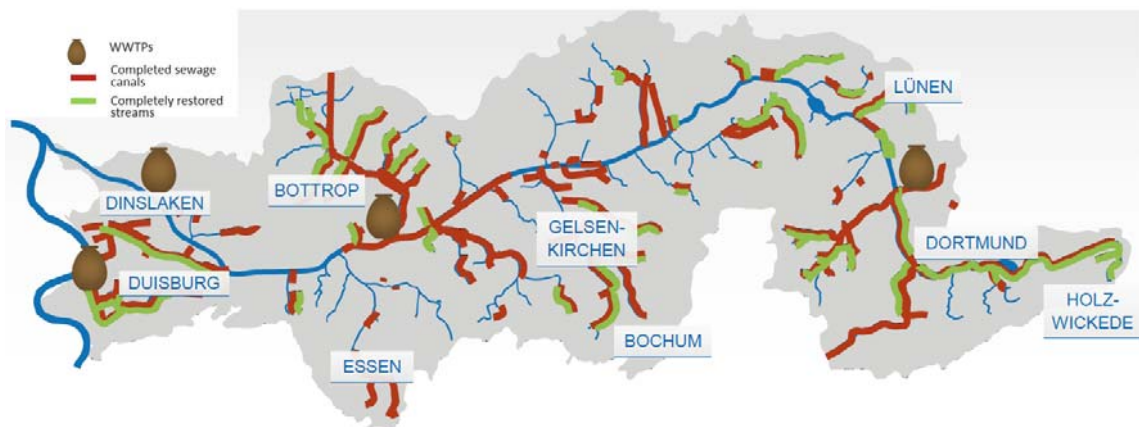 WWTPs
Completed sewage
canals
Completely restored
streams
LÜNEN
DINSLAKEN
BOTTROP
GELSEN-
KIRCHEN
DORTMUND
DUISBURG
HOLZ-
WICKEDE
BOCHUM
ESSEN